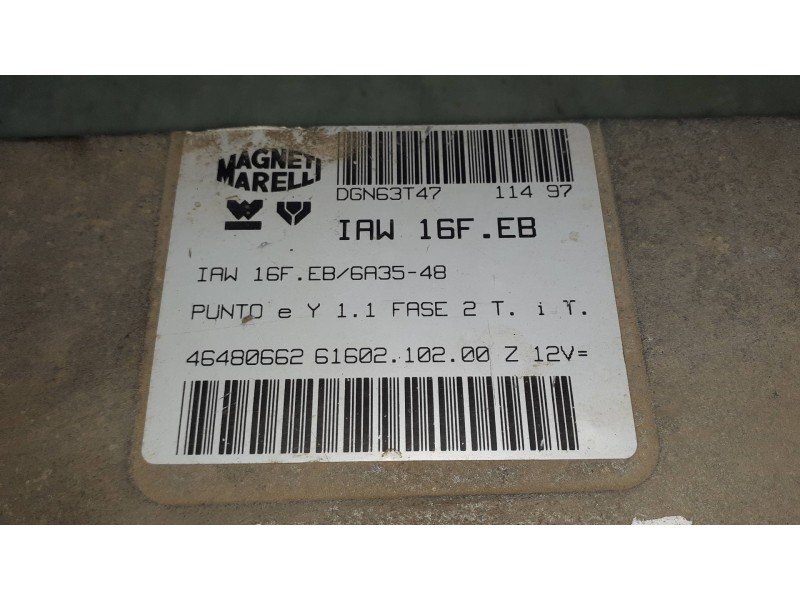 MAGNETI
MARELLI
DGN63T47 114 97
IAW 16F.EB
IAW 16F.EB/6A35-48
PUNTO e Y 1.1 FASE 2 T. i T.
46480662 61602.102.00 Z 12V=